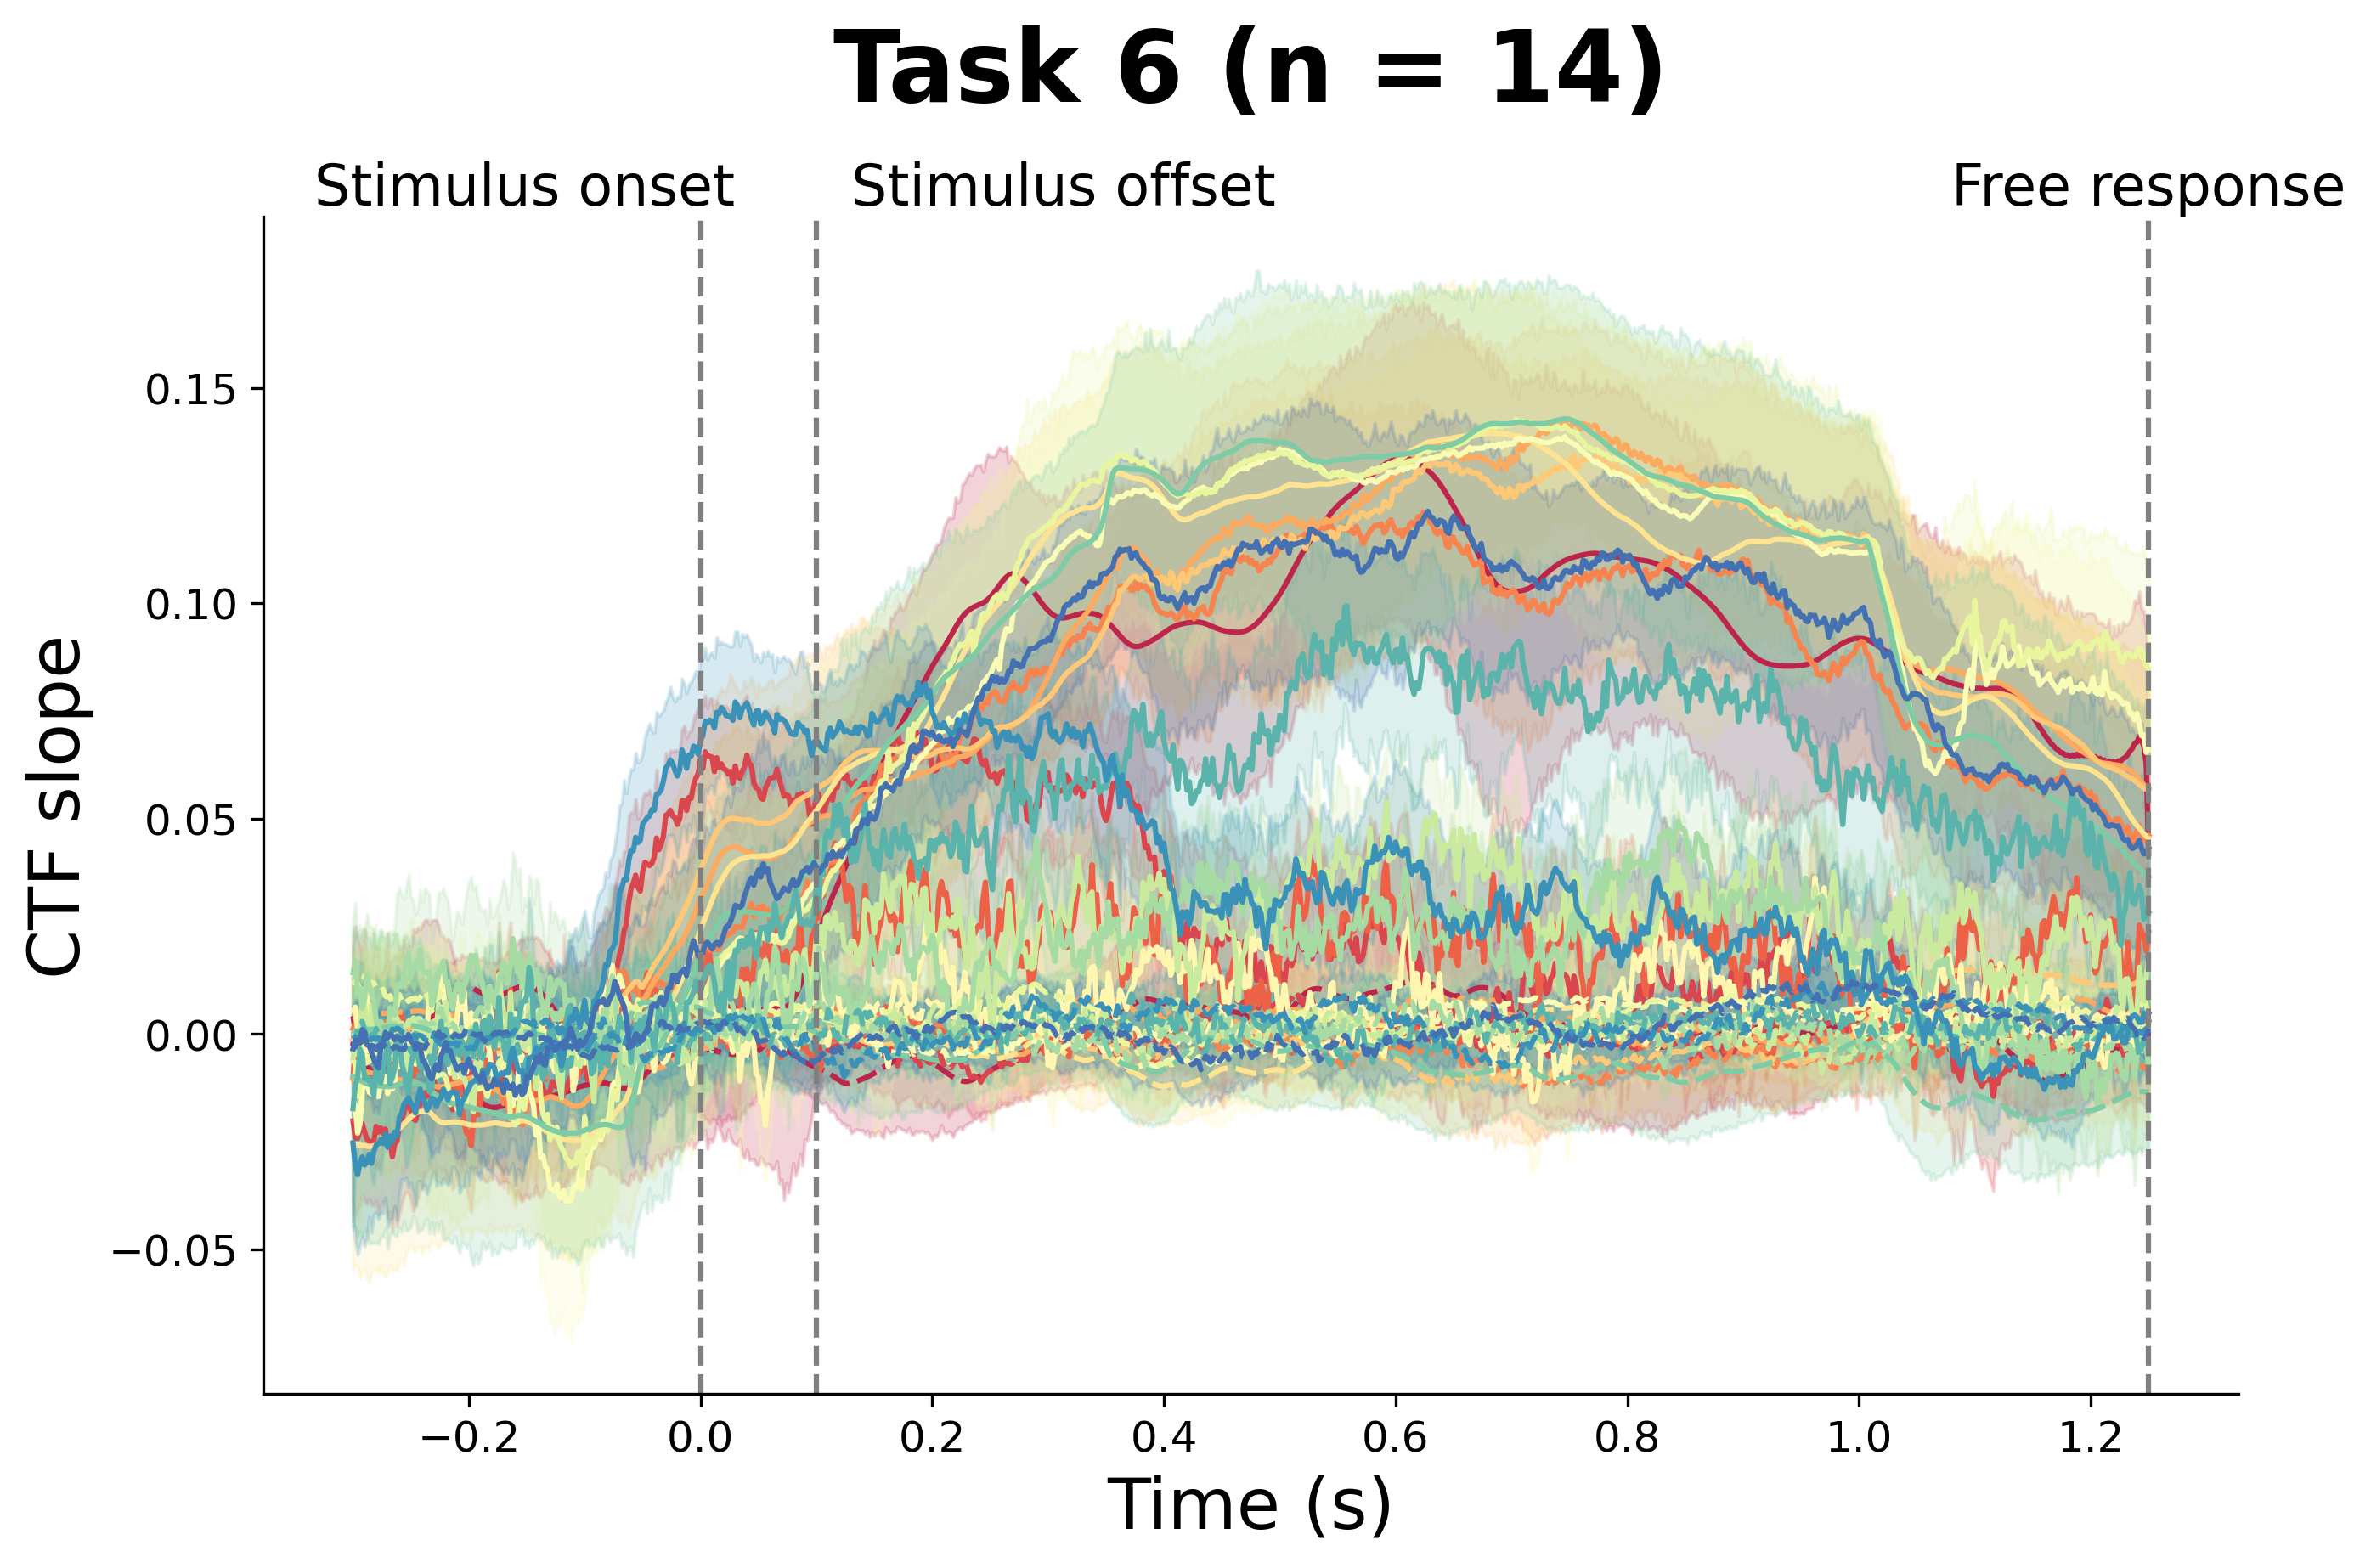 Task 6 (n = 14)
Stimulus onset
Stimulus offset
Free response
CTF slope
0.15
0.10
0.05
0.00
−0.05
−0.2
0.0
0.2
0.4
0.6
0.8
1.0
1.2
Time (s)